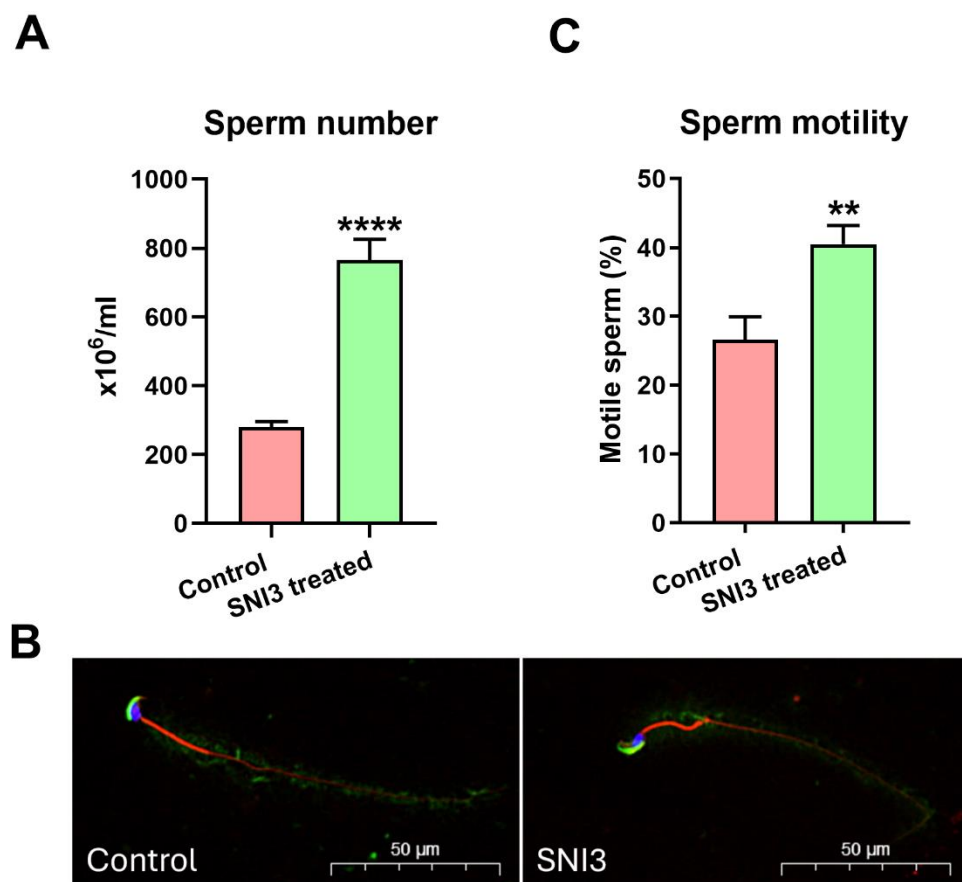 A
Sperm number
1000
800
600
400
200
0
x10⁶/ml
****
Control
SNI3 treated
C
Sperm motility
50
40
30
20
10
0
Motile sperm (%)
**
Control
SNI3 treated
B
Control
50 µm
SNI3
50 µm